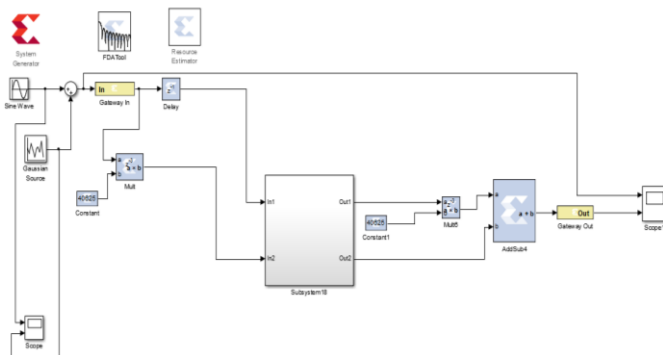 System
Generator
FDATool
Resource
Estimator
Sine Wave
In
Gateway In
Delay
Gaussian
Source
a
b
a * b
Mult
Constant
In1
In2
Out1
Out2
Subsystem18
Constant1
a
b
Mult5
a
b
a + b
AddSub4
Out
Gateway Out
Scope1
Scope